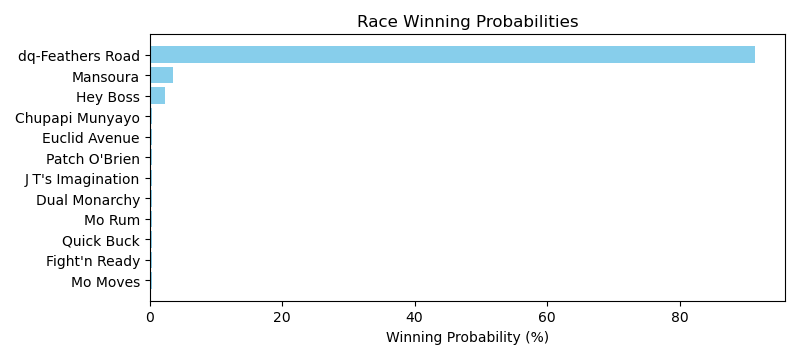 Race Winning Probabilities
dq-Feathers Road
Mansoura
Hey Boss
Chupapi Munyayo
Euclid Avenue
Patch O'Brien
J T's Imagination
Dual Monarchy
Mo Rum
Quick Buck
Fight'n Ready
Mo Moves
0 20 40 60 80
Winning Probability (%)